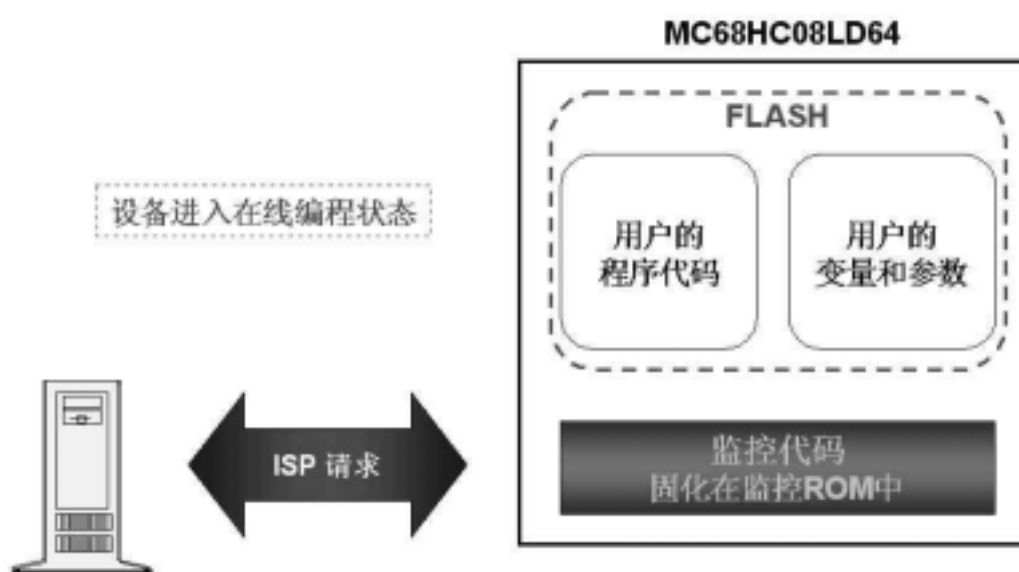 MC68HC08LD64
FLASH
设备进入在线编程状态
用户的
程序代码
用户的
变量和参数
ISP 请求
监控代码
固化在监控ROM中